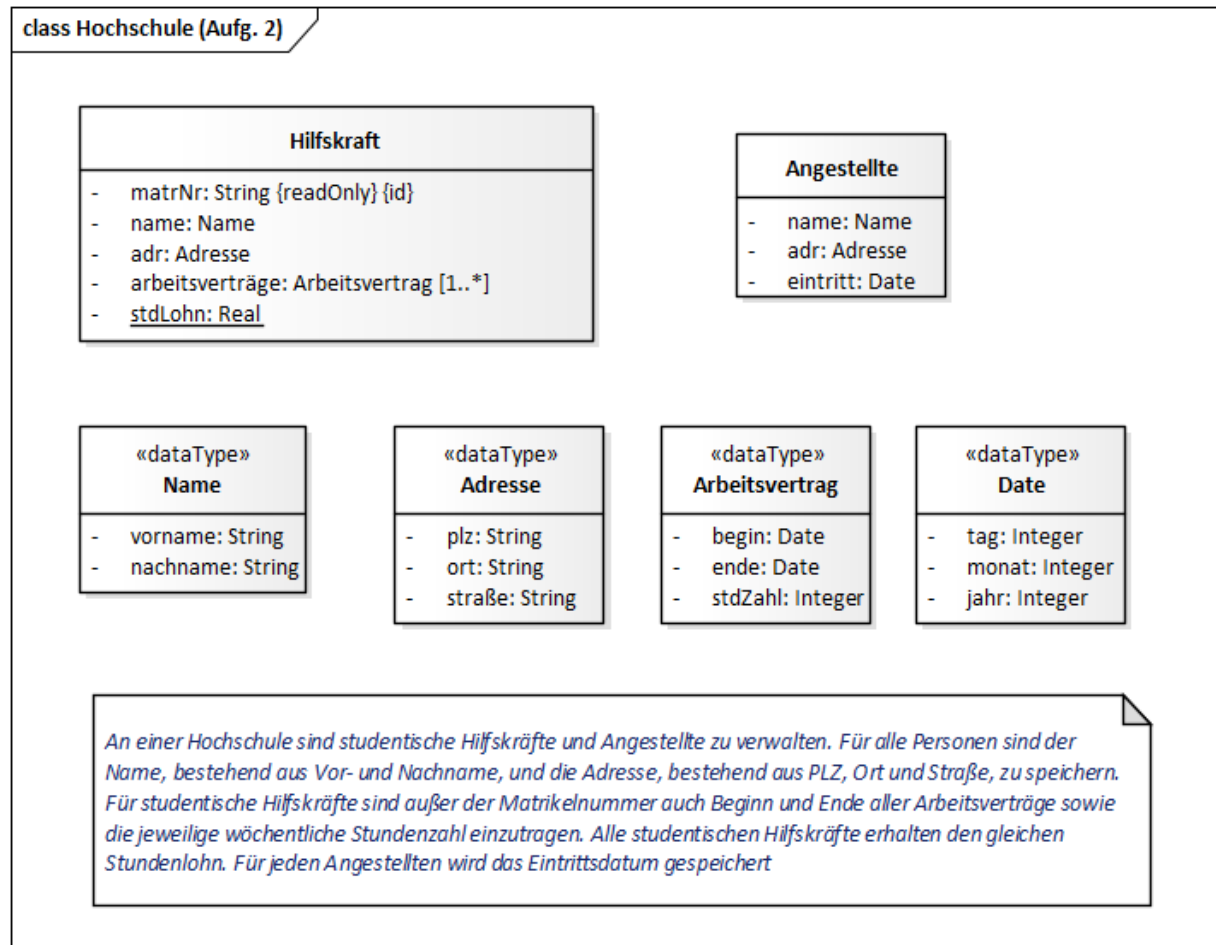 class Hochschule (Aufg. 2)
Hilfskraft
- matrNr: String {readOnly} {id}
- name: Name
- adr: Adresse
- arbeitsverträge: Arbeitsvertrag [1..*]
- stdLohn: Real
Angestellte
- name: Name
- adr: Adresse
- eintritt: Date
«dataType»
Name
- vorname: String
- nachname: String
«dataType»
Adresse
- plz: String
- ort: String
- straße: String
«dataType»
Arbeitsvertrag
- begin: Date
- ende: Date
- stdZahl: Integer
«dataType»
Date
- tag: Integer
- monat: Integer
- jahr: Integer
An einer Hochschule sind studentische Hilfskräfte und Angestellte zu verwalten. Für alle Personen sind der
Name, bestehend aus Vor- und Nachname, und die Adresse, bestehend aus PLZ, Ort und Straße, zu speichern.
Für studentische Hilfskräfte sind außer der Matrikelnummer auch Beginn und Ende aller Arbeitsverträge sowie
die jeweilige wöchentliche Stundenzahl einzutragen. Alle studentischen Hilfskräfte erhalten den gleichen
Stundenlohn. Für jeden Angestellten wird das Eintrittsdatum gespeichert